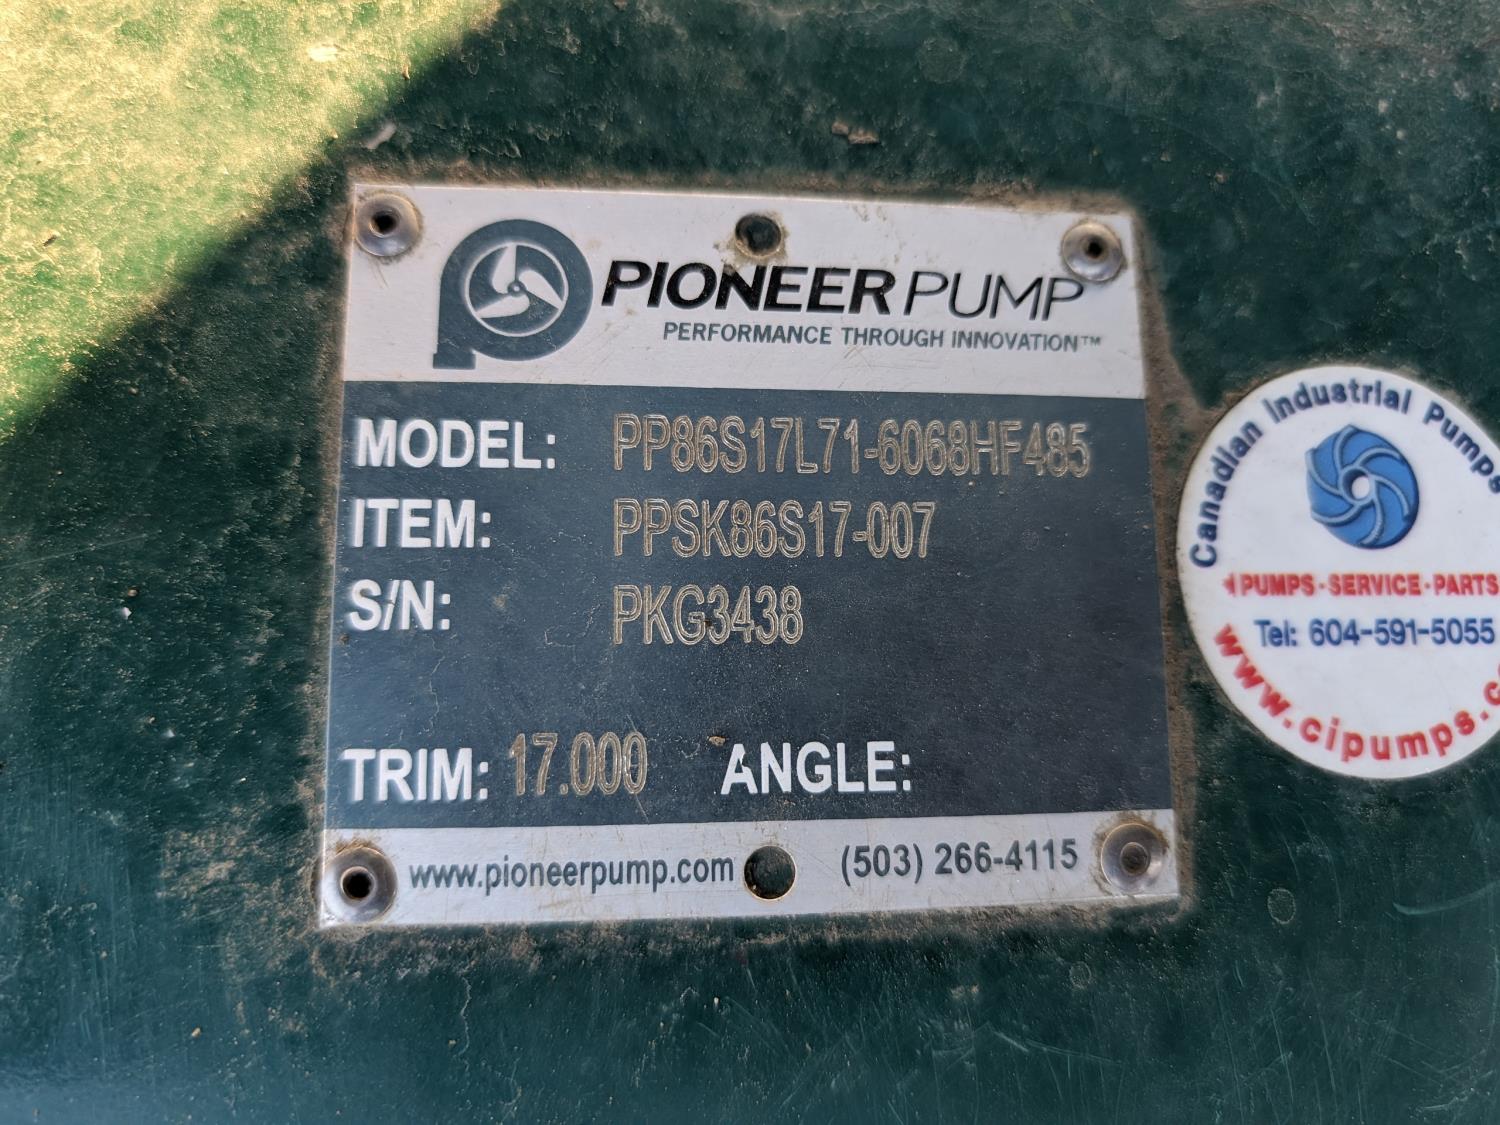 PIONEER PUMP
PERFORMANCE THROUGH INNOVATION™
MODEL: PP86S17L71-6068HF485
ITEM: PPSK86S17-007
S/N: PKG3438
TRIM: 17.000 ANGLE:
www.pioneerpump.com (503) 266-4115
Canadian Industrial Pumps
PUMPS-SERVICE-PARTS
Tel: 604-591-5055
www.cipumps.c